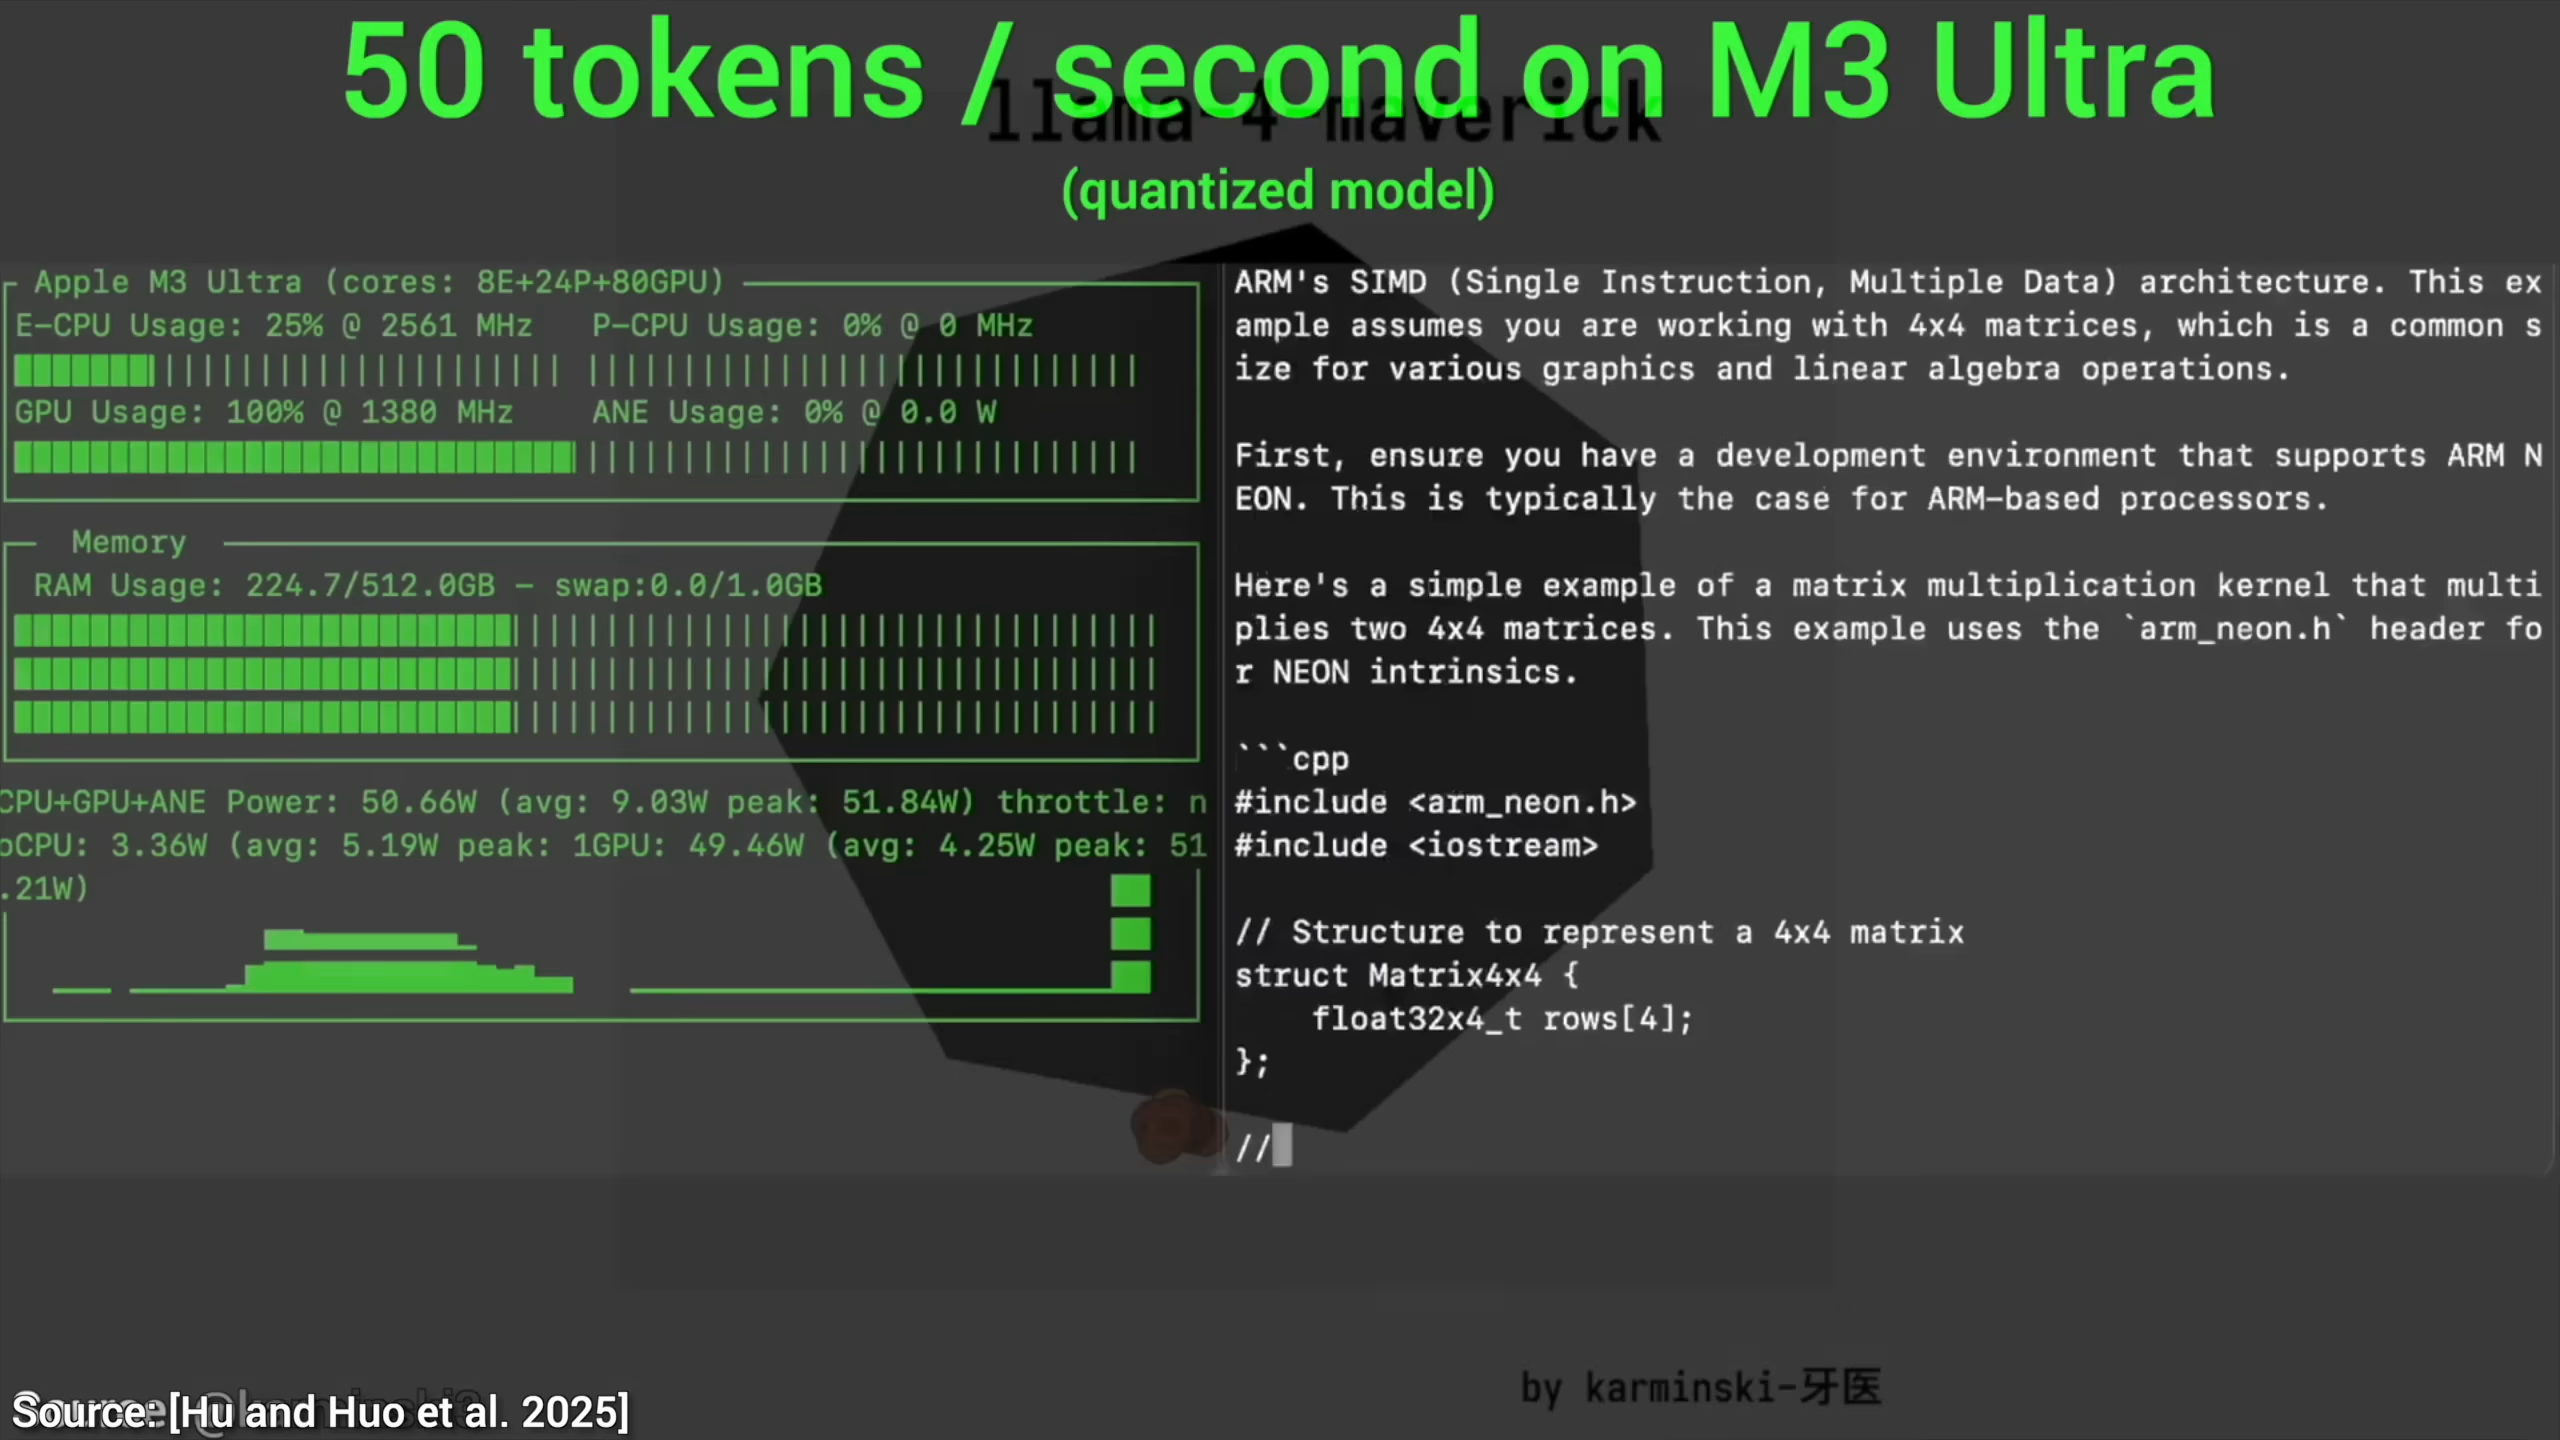 50 tokens / second on M3 Ultra
llama-4-maverick
(quantized model)
Apple M3 Ultra (cores: 8E+24P+80GPU)
E-CPU Usage: 25% @ 2561 MHz P-CPU Usage: 0% @ 0 MHz
GPU Usage: 100% @ 1380 MHz ANE Usage: 0% @ 0.0 W
Memory
RAM Usage: 224.7/512.0GB - swap:0.0/1.0GB
CPU+GPU+ANE Power: 50.66W (avg: 9.03W peak: 51.84W) throttle: n
oCPU: 3.36W (avg: 5.19W peak: 1GPU: 49.46W (avg: 4.25W peak: 51
.21W)
ARM's SIMD (Single Instruction, Multiple Data) architecture. This ex
ample assumes you are working with 4x4 matrices, which is a common s
ize for various graphics and linear algebra operations.
First, ensure you have a development environment that supports ARM N
EON. This is typically the case for ARM-based processors.
Here's a simple example of a matrix multiplication kernel that multi
plies two 4x4 matrices. This example uses the `arm_neon.h` header fo
r NEON intrinsics.
```cpp
#include <arm_neon.h>
#include <iostream>
// Structure to represent a 4x4 matrix
struct Matrix4x4 {
float32x4_t rows[4];
};
//
by karminski-牙医
Source: [Hu and Huo et al. 2025]